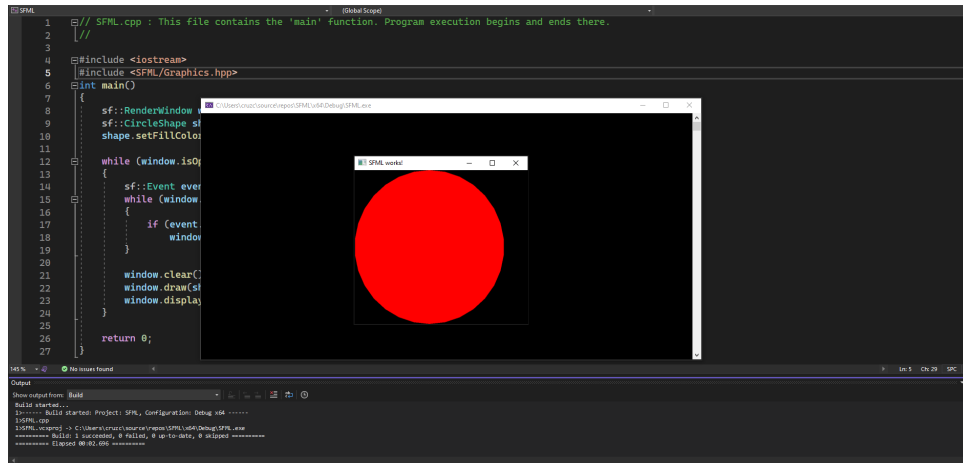 SFML
(Global Scope)
1 // SFML.cpp : This file contains the 'main' function. Program execution begins and ends there.
2 //
3
4 #include <iostream>
5 #include <SFML/Graphics.hpp>
6 int main()
7 {
8 sf::RenderWindow
9 sf::CircleShape sh
10 shape.setFillColor
11
12 while (window.isOp
13 {
14 sf::Event even
15 while (window.
16 {
17 if (event.
18 window
19 }
20
21 window.clear()
22 window.draw(sh
23 window.display
24 }
25
26 return 0;
27 }
C:\Users\cruzc\source\repos\SFML\x64\Debug\SFML.exe
SFML works!
145 %
No issues found
Ln: 5 Ch: 29 SPC
Output
Show output from: Build
Build started...
1>------ Build started: Project: SFML, Configuration: Debug x64 ------
1>SFML.cpp
1>SFML.vcxproj -> C:\Users\cruzc\source\repos\SFML\x64\Debug\SFML.exe
========== Build: 1 succeeded, 0 failed, 0 up-to-date, 0 skipped ==========
========== Elapsed 00:02.696 ==========